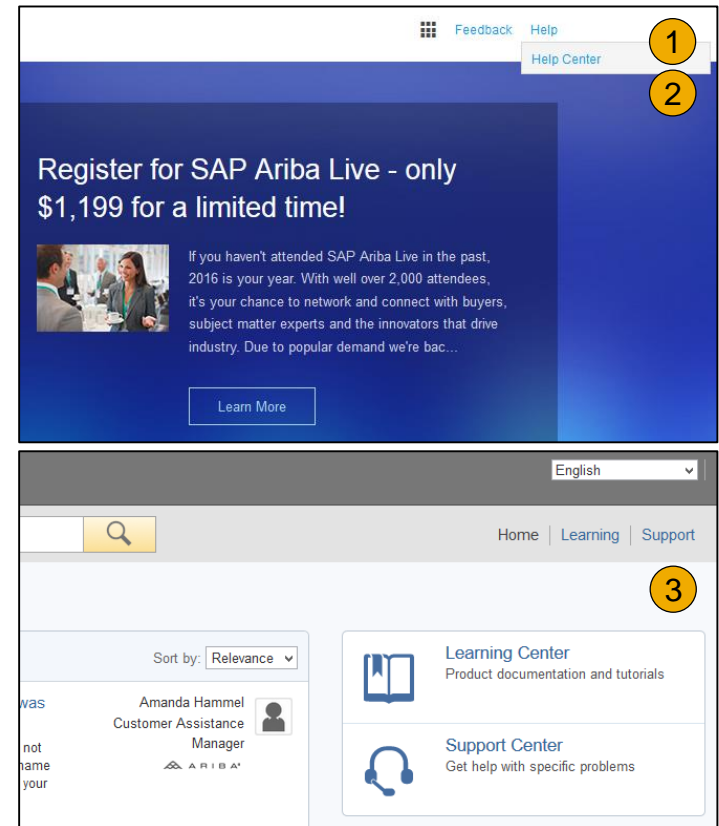 Feedback Help
1
Help Center
2
Register for SAP Ariba Live - only
$1,199 for a limited time!
If you haven't attended SAP Ariba Live in the past,
2016 is your year. With well over 2,000 attendees,
it's your chance to network and connect with buyers,
subject matter experts and the innovators that drive
industry. Due to popular demand we're bac...
Learn More
English
Home | Learning | Support
3
Sort by: Relevance
was
not
name
your
Amanda Hammel
Customer Assistance
Manager
ARIBA
Learning Center
Product documentation and tutorials
Support Center
Get help with specific problems